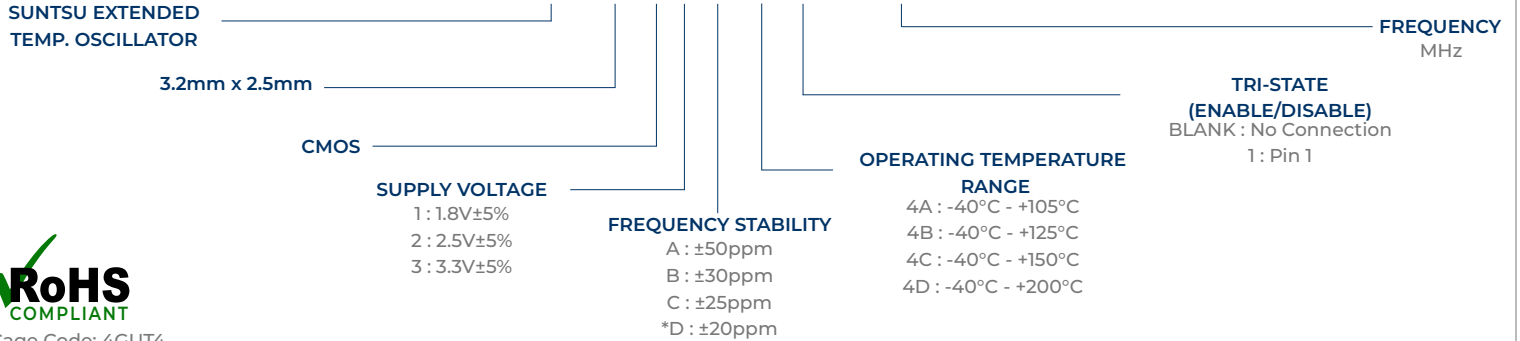 SUNTSU EXTENDED
TEMP. OSCILLATOR
3.2mm x 2.5mm
CMOS
SUPPLY VOLTAGE
1 : 1.8V±5%
2 : 2.5V±5%
3 : 3.3V±5%
FREQUENCY STABILITY
A : ±50ppm
B : ±30ppm
C : ±25ppm
*D : ±20ppm
OPERATING TEMPERATURE
RANGE
4A : -40°C - +105°C
4B : -40°C - +125°C
4C : -40°C - +150°C
4D : -40°C - +200°C
TRI-STATE
(ENABLE/DISABLE)
BLANK : No Connection
1 : Pin 1
FREQUENCY
MHz
RoHS
COMPLIANT
Code: